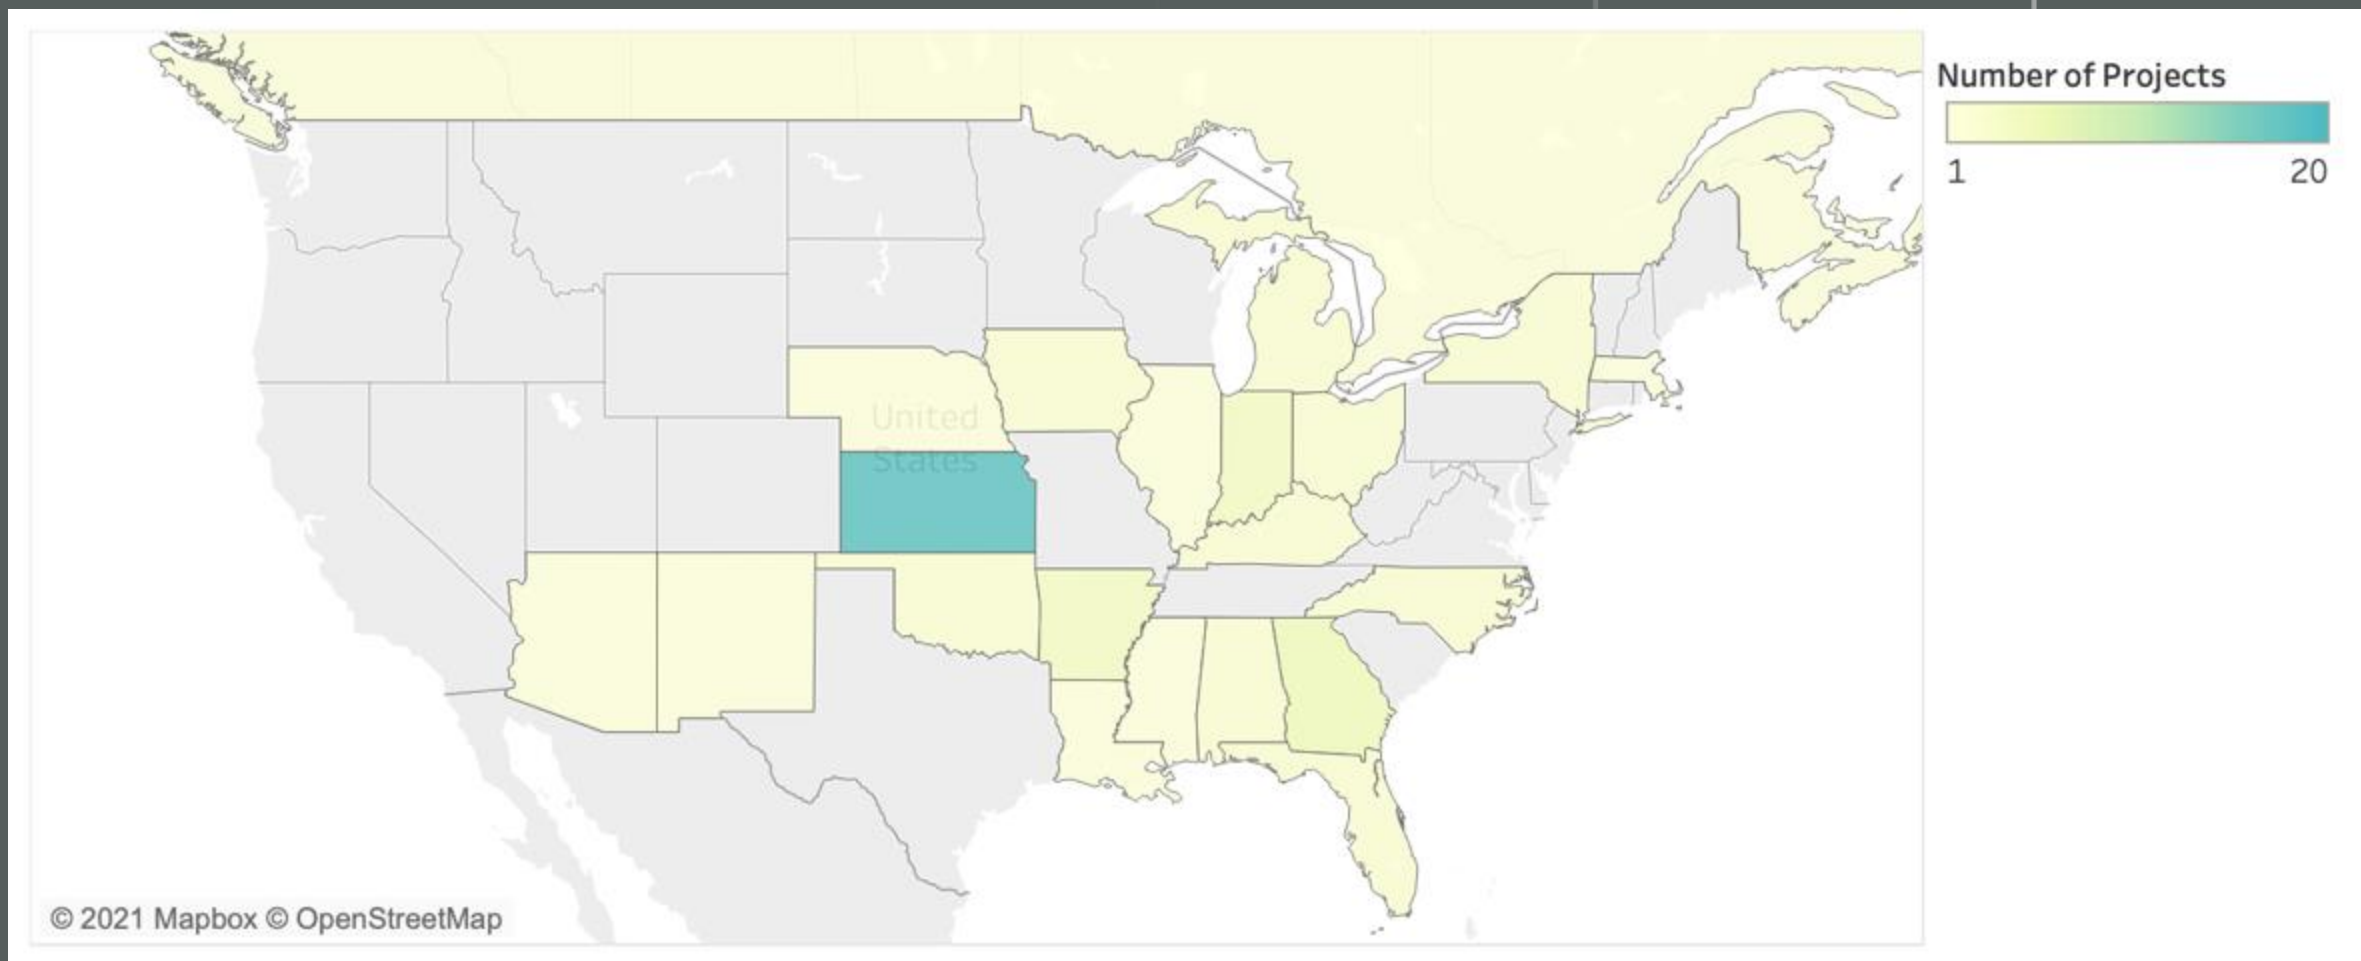 Number of Projects
1 20
United
States
© 2021 Mapbox © OpenStreetMap